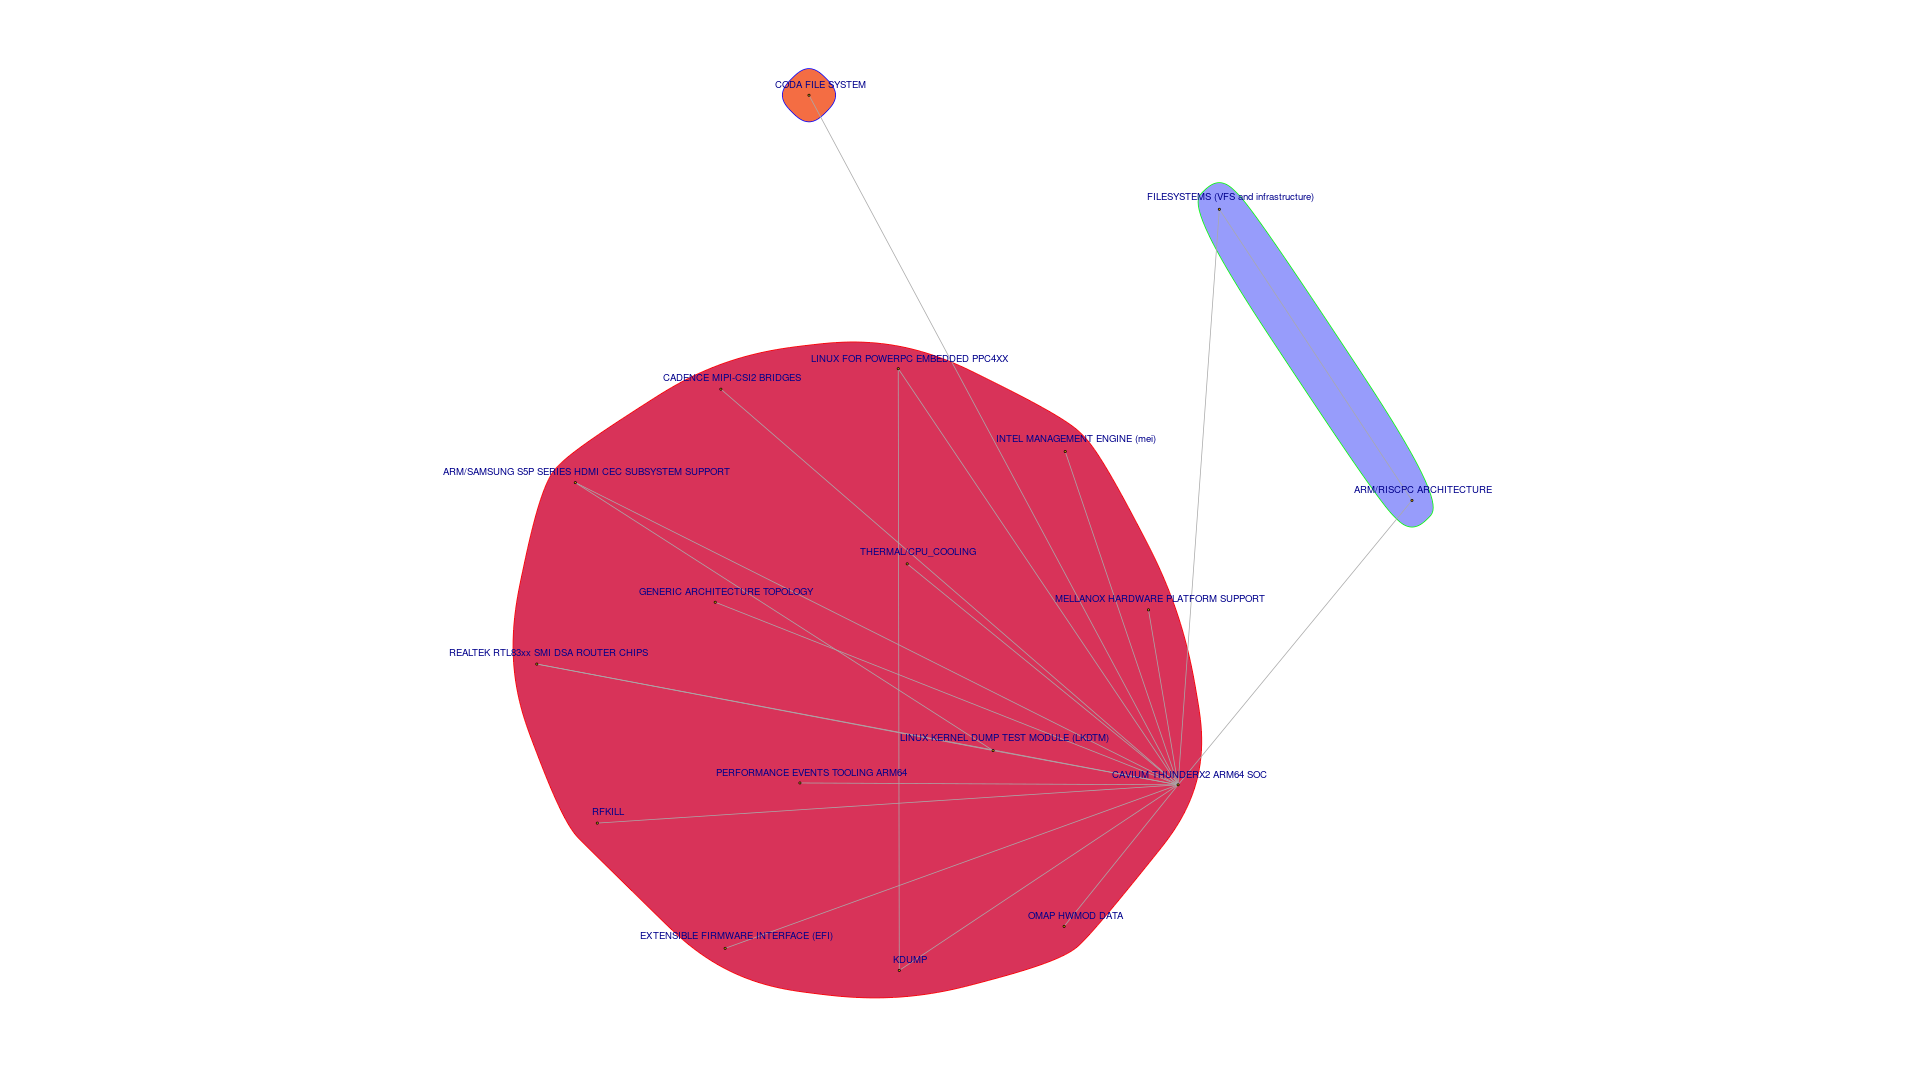 CODA FILE SYSTEM
FILESYSTEMS (VFS and infrastructure)
LINUX FOR POWERPC EMBEDDED PPC4XX
CADENCE MIPI-CSI2 BRIDGES
INTEL MANAGEMENT ENGINE (mei)
ARM/SAMSUNG S5P SERIES HDMI CEC SUBSYSTEM SUPPORT
ARM/RISCPC ARCHITECTURE
THERMAL/CPU_COOLING
GENERIC ARCHITECTURE TOPOLOGY
MELLANOX HARDWARE PLATFORM SUPPORT
REALTEK RTL83xx SMI DSA ROUTER CHIPS
LINUX KERNEL DUMP TEST MODULE (LKDTM)
PERFORMANCE EVENTS TOOLING ARM64
CAVIUM THUNDERX2 ARM64 SOC
RFKILL
OMAP HWMOD DATA
EXTENSIBLE FIRMWARE INTERFACE (EFI)
KDUMP